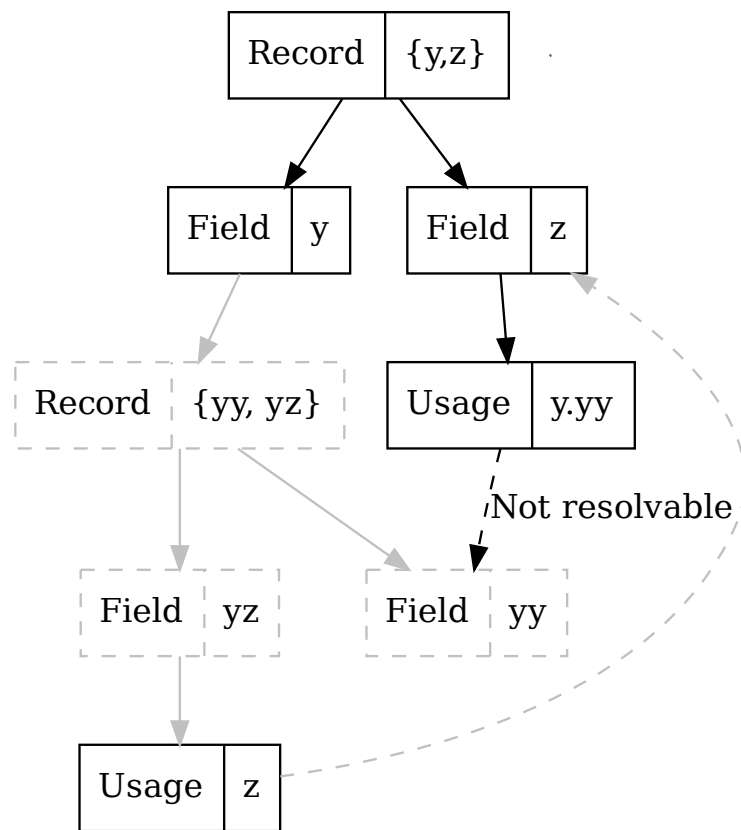 Record {y,z}
Field y
Field z
Record {yy, yz}
Usage y.yy
Not resolvable
Field yz
Field yy
Usage z